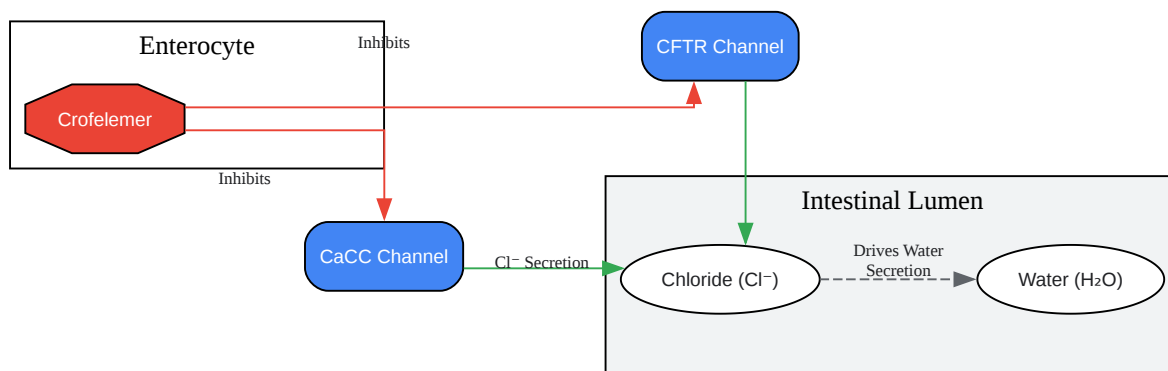 Enterocyte
Inhibits
CFTR Channel
Crofelemer
Inhibits
Intestinal Lumen
CaCC Channel
Cl⁻ Secretion
Chloride (Cl⁻)
Drives Water
Secretion
Water (H₂O)